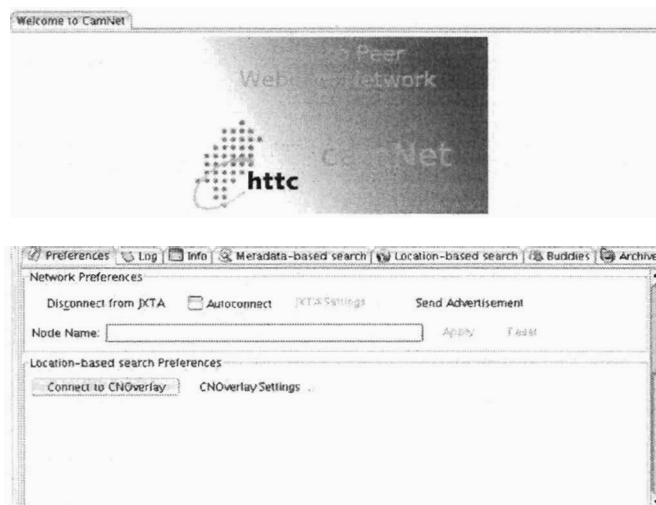 Welcome to CamNet
Peer
Web Network
camNet
httc
Preferences Log Info Metadata-based search Location-based search Buddies Archive
Network Preferences
Disconnect from JXTA Autoconnect JXTA Settings Send Advertisement
Node Name: Apply Reset
Location-based search Preferences
Connect to CNOverlay CNOverlay Settings